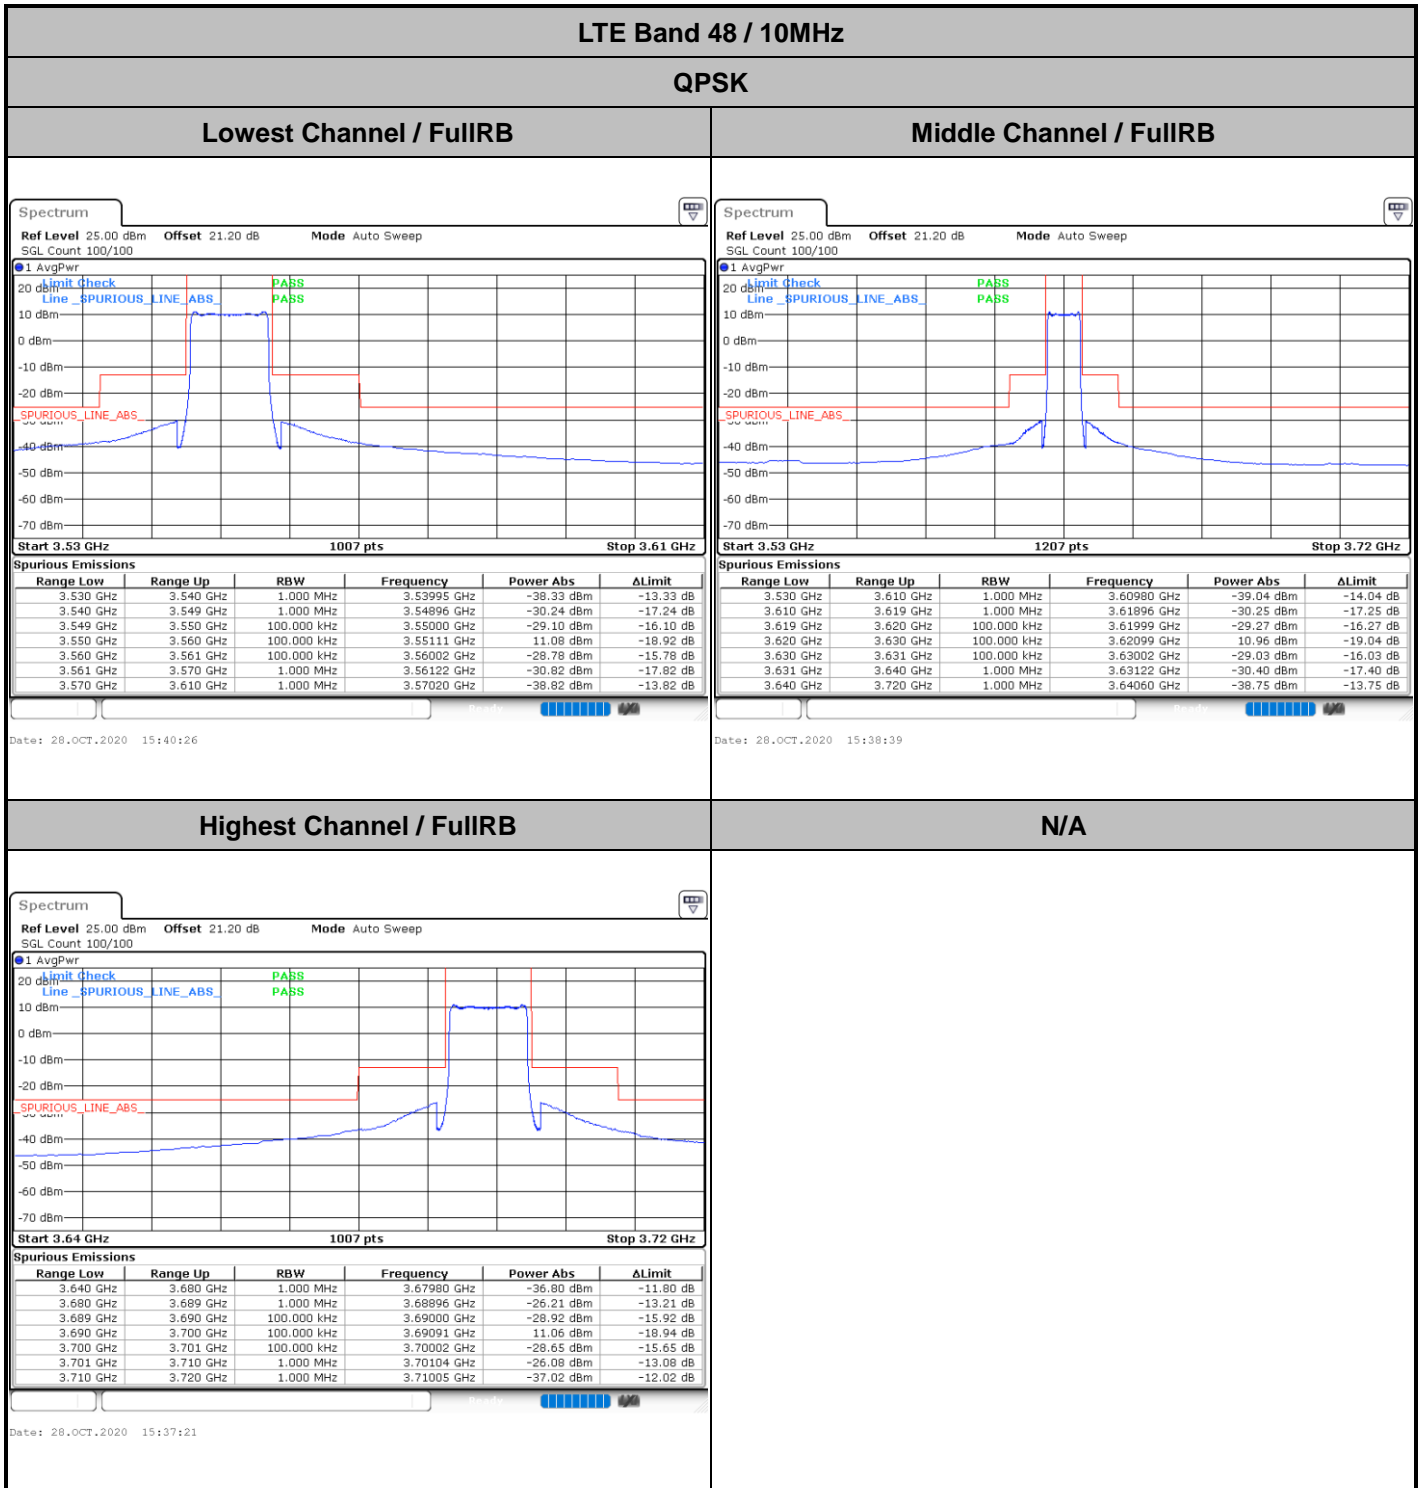 LTE Band 48 / 10MHz
QPSK
Lowest Channel / FullRB
Middle Channel / FullRB
Spectrum
Ref Level 25.00 dBm Offset 21.20 dB Mode Auto Sweep
SGL Count 100/100
1 AvgPwr
Limit Check PASS
20 dBm
Line _SPURIOUS_LINE_ABS_ PASS
10 dBm
0 dBm
-10 dBm
-20 dBm
_SPURIOUS_LINE_ABS_
-40 dBm
-50 dBm
-60 dBm
-70 dBm
Start 3.53 GHz 1007 pts Stop 3.61 GHz
Spurious Emissions
Range Low Range Up RBW Frequency Power Abs ΔLimit
3.530 GHz 3.540 GHz 1.000 MHz 3.53995 GHz -38.33 dBm -13.33 dB
3.540 GHz 3.549 GHz 1.000 MHz 3.54896 GHz -30.24 dBm -17.24 dB
3.549 GHz 3.550 GHz 100.000 kHz 3.55000 GHz -29.10 dBm -16.10 dB
3.550 GHz 3.560 GHz 100.000 kHz 3.55111 GHz 11.08 dBm -18.92 dB
3.560 GHz 3.561 GHz 100.000 kHz 3.56002 GHz -28.78 dBm -15.78 dB
3.561 GHz 3.570 GHz 1.000 MHz 3.56122 GHz -30.82 dBm -17.82 dB
3.570 GHz 3.610 GHz 1.000 MHz 3.57020 GHz -38.82 dBm -13.82 dB
Ready
Date: 28.OCT.2020 15:40:26
Spectrum
Ref Level 25.00 dBm Offset 21.20 dB Mode Auto Sweep
SGL Count 100/100
1 AvgPwr
Limit Check PASS
20 dBm
Line _SPURIOUS_LINE_ABS_ PASS
10 dBm
0 dBm
-10 dBm
-20 dBm
_SPURIOUS_LINE_ABS_
-40 dBm
-50 dBm
-60 dBm
-70 dBm
Start 3.53 GHz 1207 pts Stop 3.72 GHz
Spurious Emissions
Range Low Range Up RBW Frequency Power Abs ΔLimit
3.530 GHz 3.610 GHz 1.000 MHz 3.60980 GHz -39.04 dBm -14.04 dB
3.610 GHz 3.619 GHz 1.000 MHz 3.61896 GHz -30.25 dBm -17.25 dB
3.619 GHz 3.620 GHz 100.000 kHz 3.61999 GHz -29.27 dBm -16.27 dB
3.620 GHz 3.630 GHz 100.000 kHz 3.62099 GHz 10.96 dBm -19.04 dB
3.630 GHz 3.631 GHz 100.000 kHz 3.63002 GHz -29.03 dBm -16.03 dB
3.631 GHz 3.640 GHz 1.000 MHz 3.63122 GHz -30.40 dBm -17.40 dB
3.640 GHz 3.720 GHz 1.000 MHz 3.64060 GHz -38.75 dBm -13.75 dB
Ready
Date: 28.OCT.2020 15:38:39
Highest Channel / FullRB
N/A
Spectrum
Ref Level 25.00 dBm Offset 21.20 dB Mode Auto Sweep
SGL Count 100/100
1 AvgPwr
Limit Check PASS
20 dBm
Line _SPURIOUS_LINE_ABS_ PASS
10 dBm
0 dBm
-10 dBm
-20 dBm
_SPURIOUS_LINE_ABS_
-40 dBm
-50 dBm
-60 dBm
-70 dBm
Start 3.64 GHz 1007 pts Stop 3.72 GHz
Spurious Emissions
Range Low Range Up RBW Frequency Power Abs ΔLimit
3.640 GHz 3.680 GHz 1.000 MHz 3.67980 GHz -36.80 dBm -11.80 dB
3.680 GHz 3.689 GHz 1.000 MHz 3.68896 GHz -26.21 dBm -13.21 dB
3.689 GHz 3.690 GHz 100.000 kHz 3.69000 GHz -28.92 dBm -15.92 dB
3.690 GHz 3.700 GHz 100.000 kHz 3.69091 GHz 11.06 dBm -18.94 dB
3.700 GHz 3.701 GHz 100.000 kHz 3.70002 GHz -28.65 dBm -15.65 dB
3.701 GHz 3.710 GHz 1.000 MHz 3.70104 GHz -26.08 dBm -13.08 dB
3.710 GHz 3.720 GHz 1.000 MHz 3.71005 GHz -37.02 dBm -12.02 dB
Ready
Date: 28.OCT.2020 15:37:21